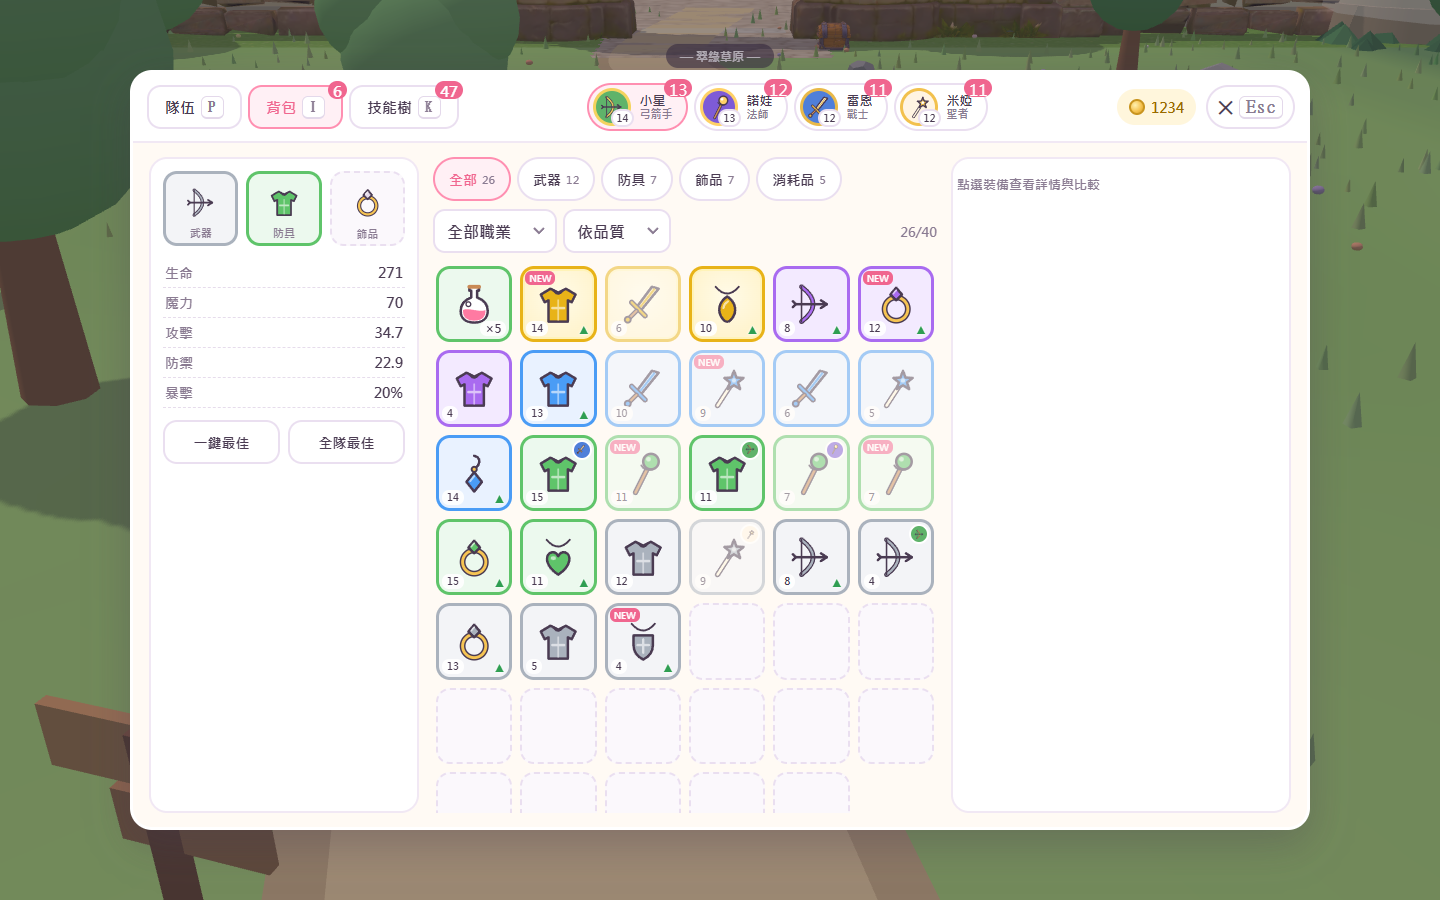 — 翠綠草原 —
隊伍 P
背包 I 6
技能樹 K 47
小星 弓箭手 14 13
諾娃 法師 13 12
雷恩 戰士 12 11
米婭 聖者 12 11
1234
× Esc
武器
防具
飾品
生命 271
魔力 70
攻擊 34.7
防禦 22.9
暴擊 20%
一鍵最佳
全隊最佳
全部 26
武器 12
防具 7
飾品 7
消耗品 5
全部職業
依品質
26/40
×5
NEW 14
6
10
8
NEW 12
4
13
10
NEW 9
6
5
14
15
NEW 11
11
7
NEW 7
15
11
12
9
8
4
13
5
NEW 4
點選裝備查看詳情與比較